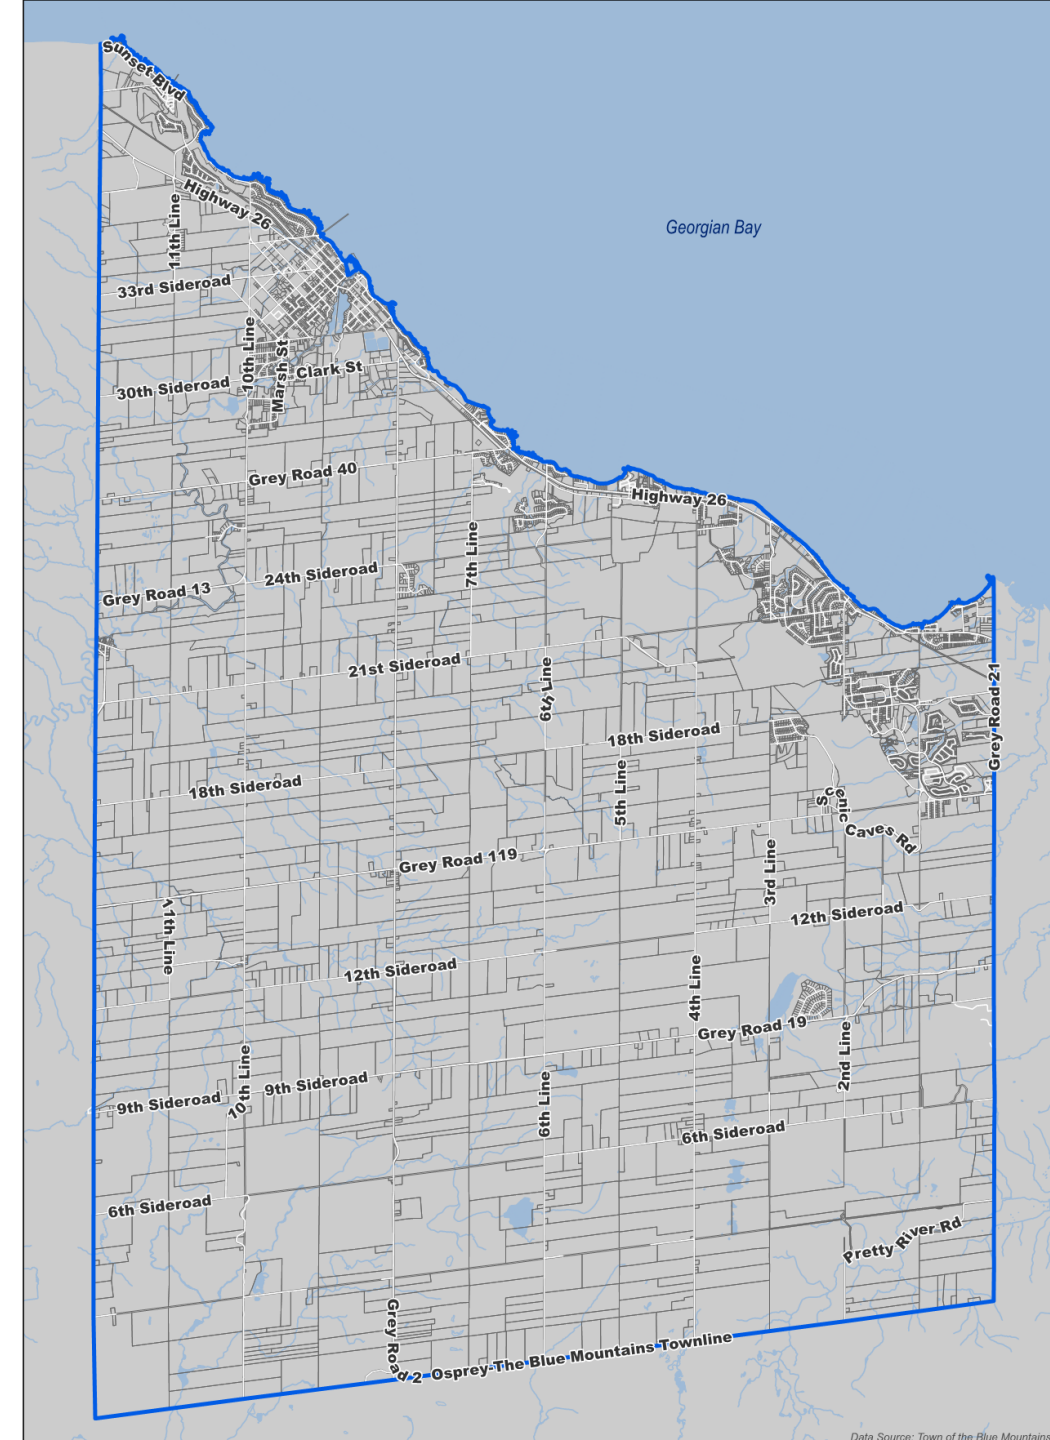 Sunset Blvd
Highway 26
11th Line
Georgian Bay
33rd Sideroad
10th Line
Marsh St
Clark St
30th Sideroad
Grey Road 40
Highway 26
7th Line
24th Sideroad
Grey Road 13
21st Sideroad
6th Line
Grey Road 21
18th Sideroad
5th Line
18th Sideroad
Scenic Caves Rd
Grey Road 119
3rd Line
11th Line
12th Sideroad
12th Sideroad
4th Line
Grey Road 19
2nd Line
10th Line
9th Sideroad
9th Sideroad
6th Line
6th Sideroad
6th Sideroad
Pretty River Rd
Grey Road 2
Osprey-The Blue Mountains Townline
Data Source: Town of the Blue Mountains